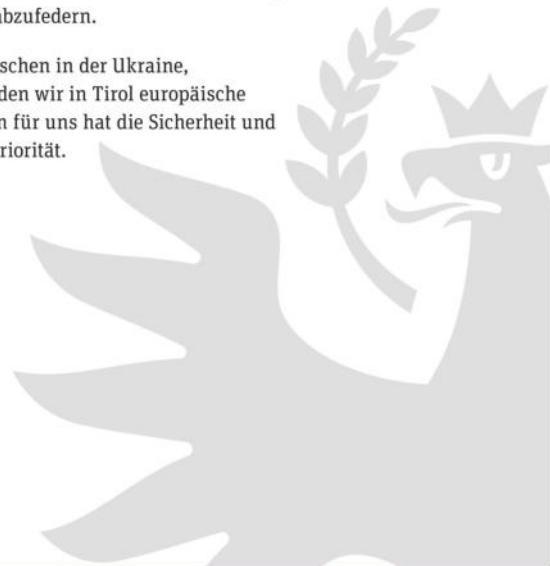 abzufedern.
schen in der Ukraine,
den wir in Tirol europäische
n für uns hat die Sicherheit und
riorität.